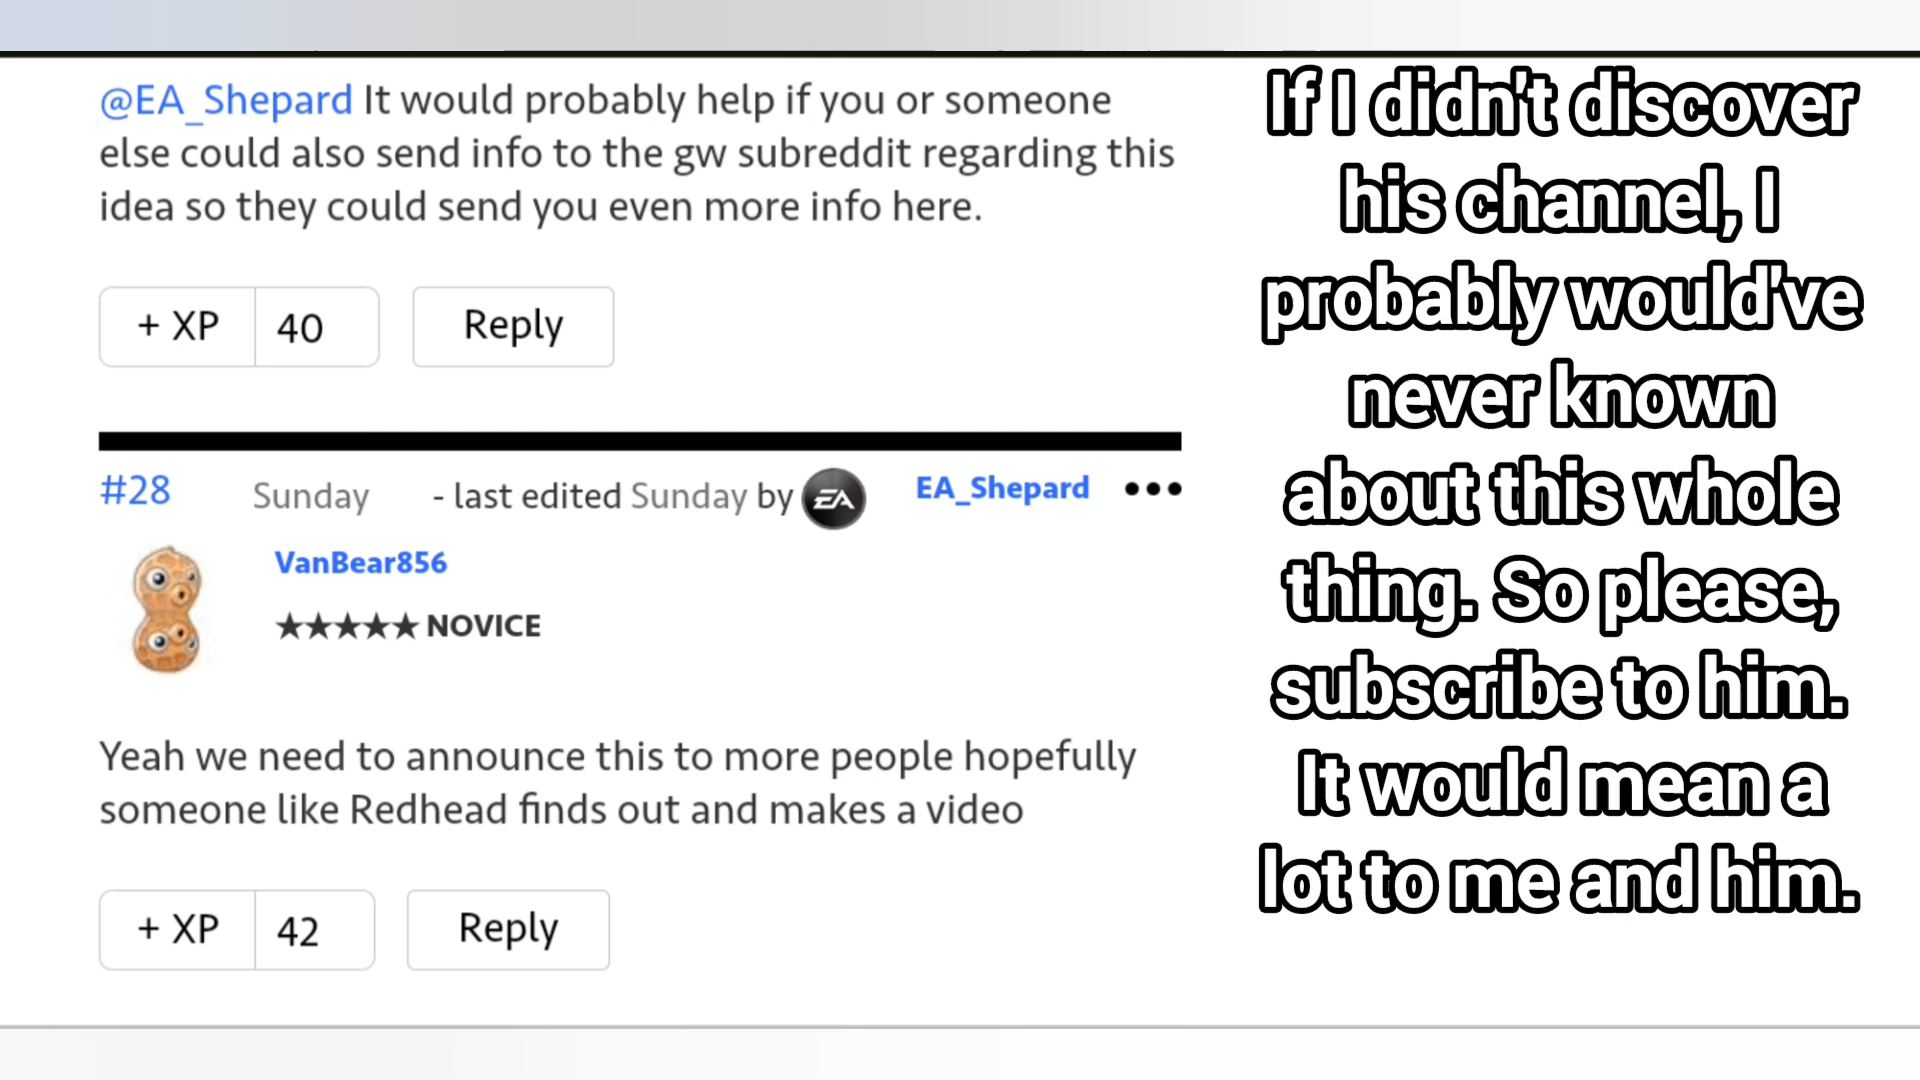 @EA_Shepard It would probably help if you or someone
else could also send info to the gw subreddit regarding this
idea so they could send you even more info here.
+ XP 40 Reply
#28 Sunday - last edited Sunday by EA EA_Shepard •••
VanBear856
★★★★★ NOVICE
Yeah we need to announce this to more people hopefully
someone like Redhead finds out and makes a video
+ XP 42 Reply
If I didn't discover
his channel, I
probably would've
never known
about this whole
thing. So please,
subscribe to him.
It would mean a
lot to me and him.